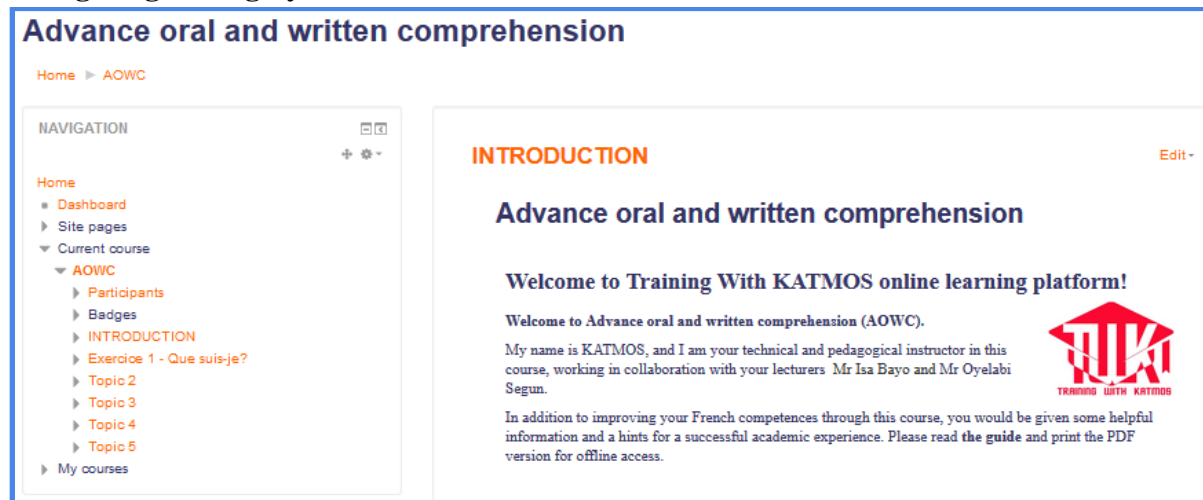 Advance oral and written comprehension
Home AOWC
NAVIGATION
Home
Dashboard
Site pages
Current course
AOWC
Participants
Badges
INTRODUCTION
Exercice 1 - Que suis-je?
Topic 2
Topic 3
Topic 4
Topic 5
My courses
INTRODUCTION
Edit
Advance oral and written comprehension
Welcome to Training With KATMOS online learning platform!
Welcome to Advance oral and written comprehension (AOWC).
My name is KATMOS, and I am your technical and pedagogical instructor in this
course, working in collaboration with your lecturers Mr Isa Bayo and Mr Oyelabi
Segun.
TWK
TRAINING WITH KATMOS
In addition to improving your French competences through this course, you would be given some helpful
information and a hints for a successful academic experience. Please read the guide and print the PDF
version for offline access.